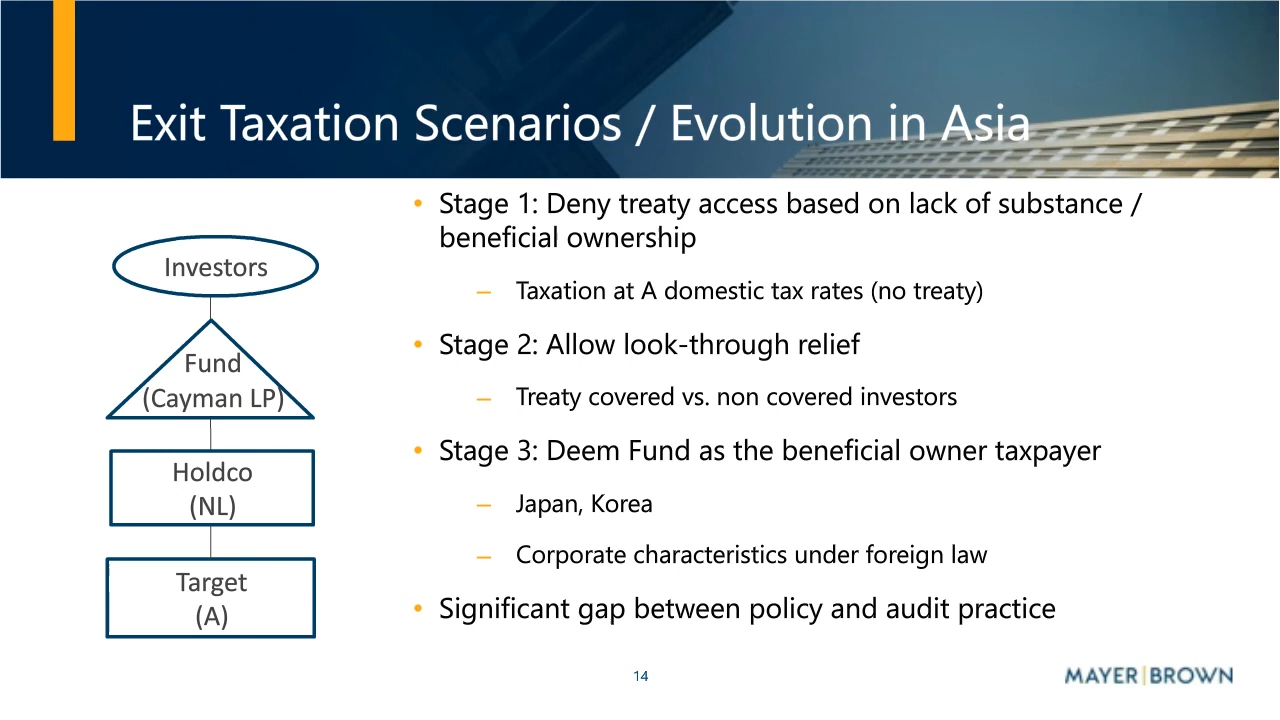 Exit Taxation Scenarios / Evolution in Asia
Investors
Fund
(Cayman LP)
Holdco
(NL)
Target
(A)
• Stage 1: Deny treaty access based on lack of substance /
beneficial ownership
– Taxation at A domestic tax rates (no treaty)
• Stage 2: Allow look-through relief
– Treaty covered vs. non covered investors
• Stage 3: Deem Fund as the beneficial owner taxpayer
– Japan, Korea
– Corporate characteristics under foreign law
• Significant gap between policy and audit practice
14
MAYER|BROWN